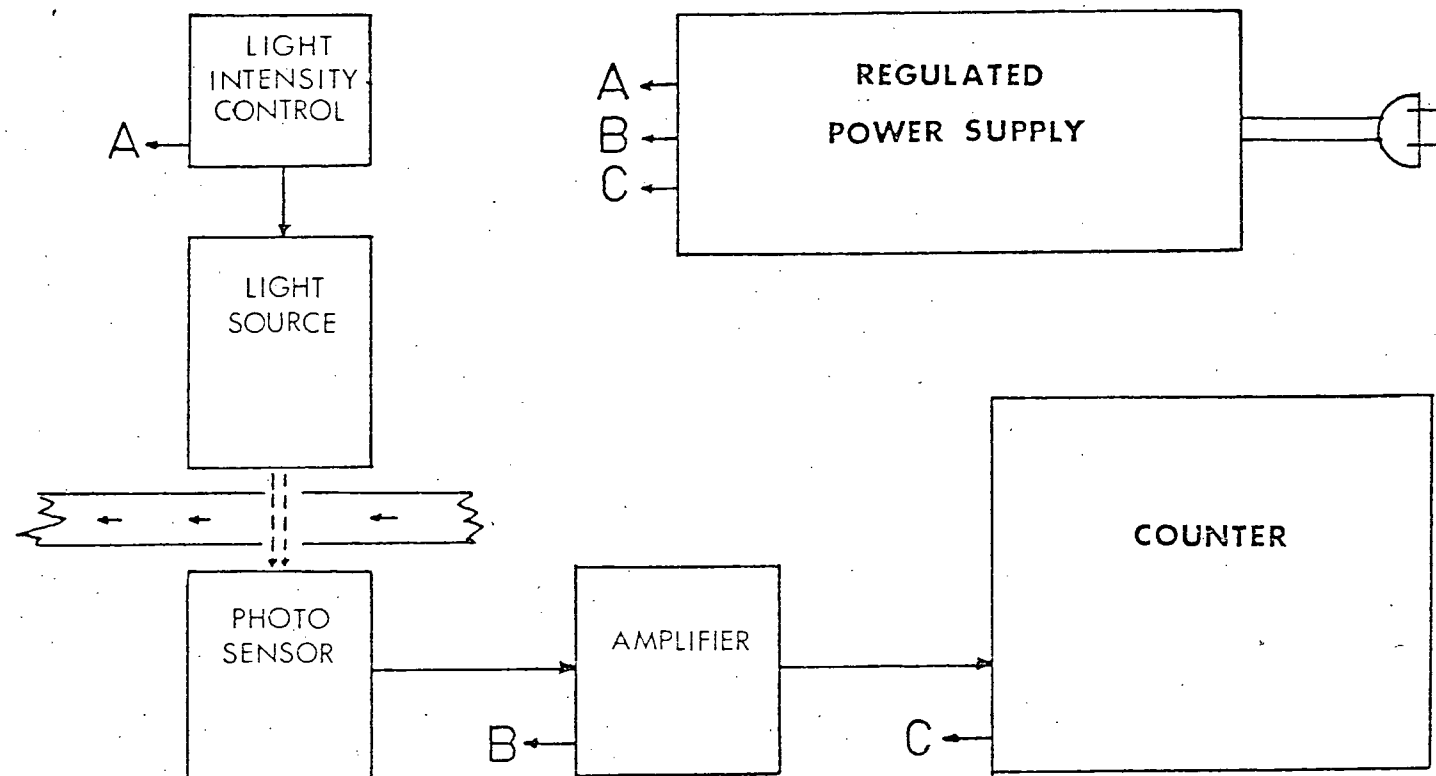 LIGHT
INTENSITY
CONTROL
A
REGULATED
POWER SUPPLY
A
B
C
LIGHT
SOURCE
COUNTER
PHOTO
SENSOR
AMPLIFIER
B
C